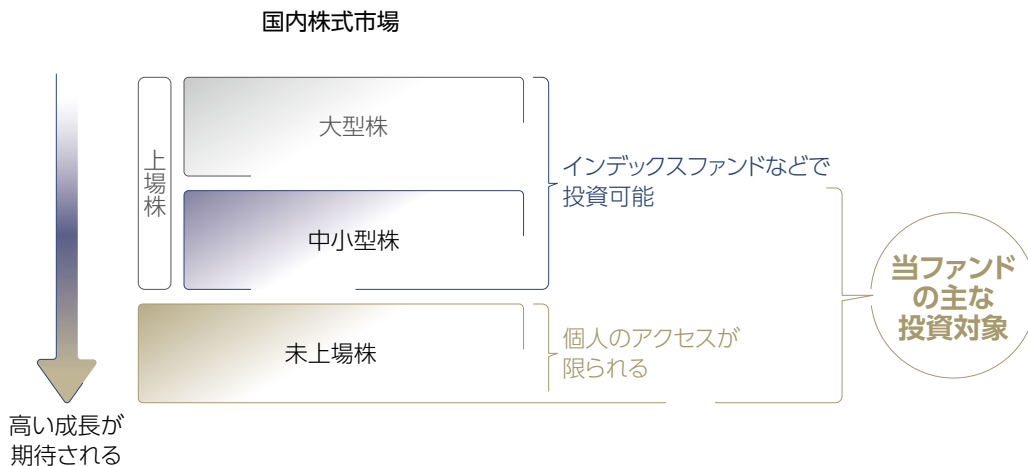 国内株式市場
上場株
大型株
中小型株
未上場株
インデックスファンドなどで
投資可能
個人のアクセスが
限られる
当ファンド
の主な
投資対象
高い成長が
期待される